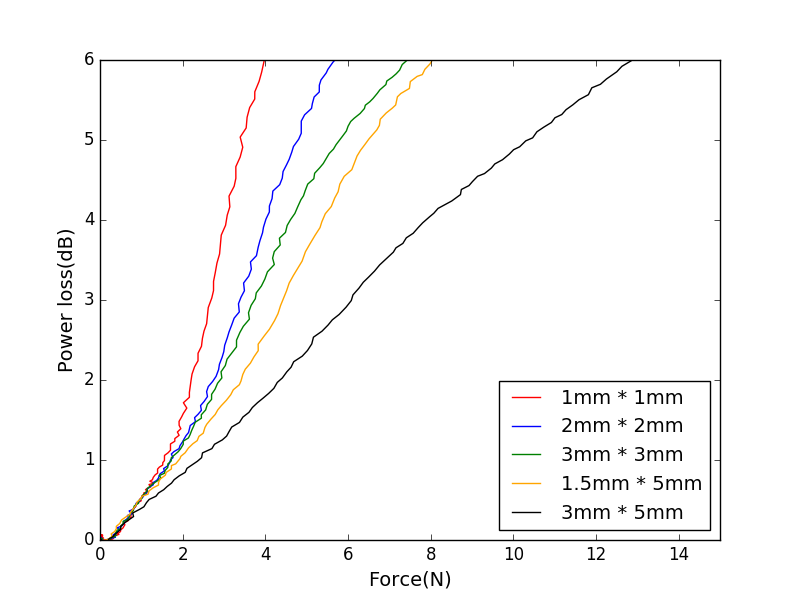 6
5
4
3
2
1
0
Power loss(dB)
1mm * 1mm
2mm * 2mm
3mm * 3mm
1.5mm * 5mm
3mm * 5mm
0 2 4 6 8 10 12 14
Force(N)